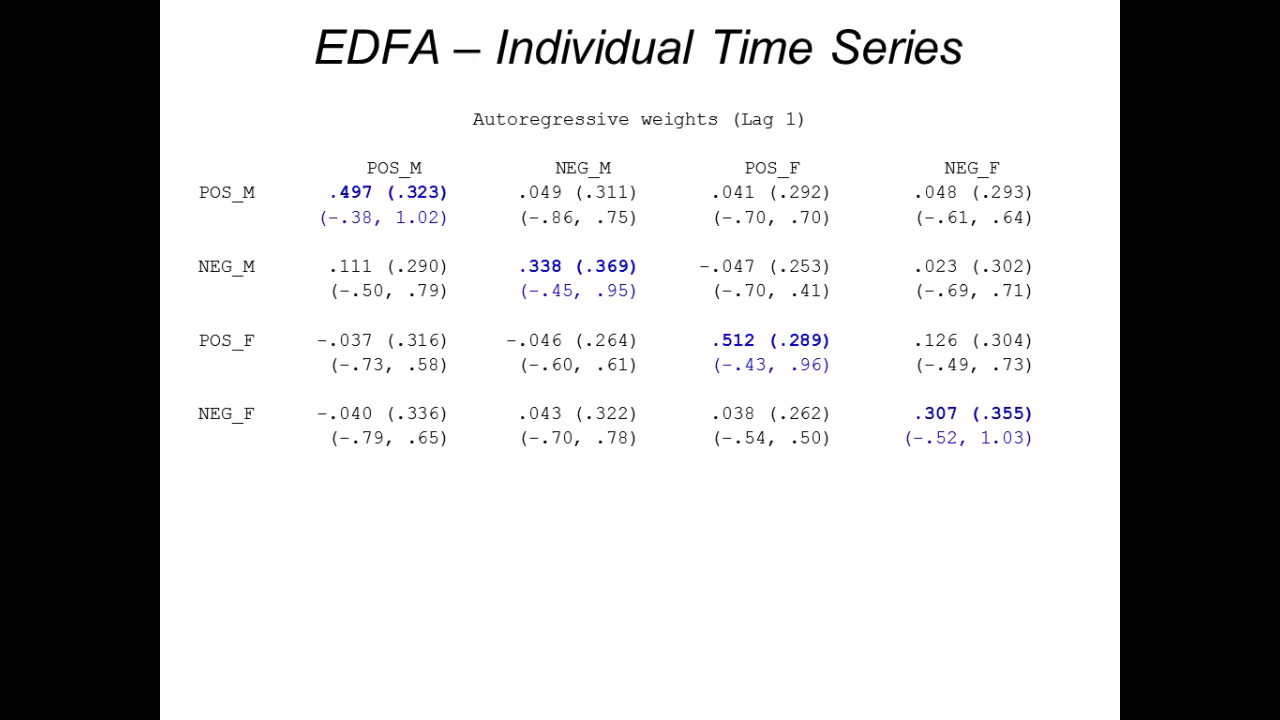 EDFA – Individual Time Series
Autoregressive weights (Lag 1)
POS_M NEG_M POS_F NEG_F
POS_M .497 (.323) .049 (.311) .041 (.292) .048 (.293)
(-.38, 1.02) (-.86, .75) (-.70, .70) (-.61, .64)
NEG_M .111 (.290) .338 (.369) -.047 (.253) .023 (.302)
(-.50, .79) (-.45, .95) (-.70, .41) (-.69, .71)
POS_F -.037 (.316) -.046 (.264) .512 (.289) .126 (.304)
(-.73, .58) (-.60, .61) (-.43, .96) (-.49, .73)
NEG_F -.040 (.336) .043 (.322) .038 (.262) .307 (.355)
(-.79, .65) (-.70, .78) (-.54, .50) (-.52, 1.03)